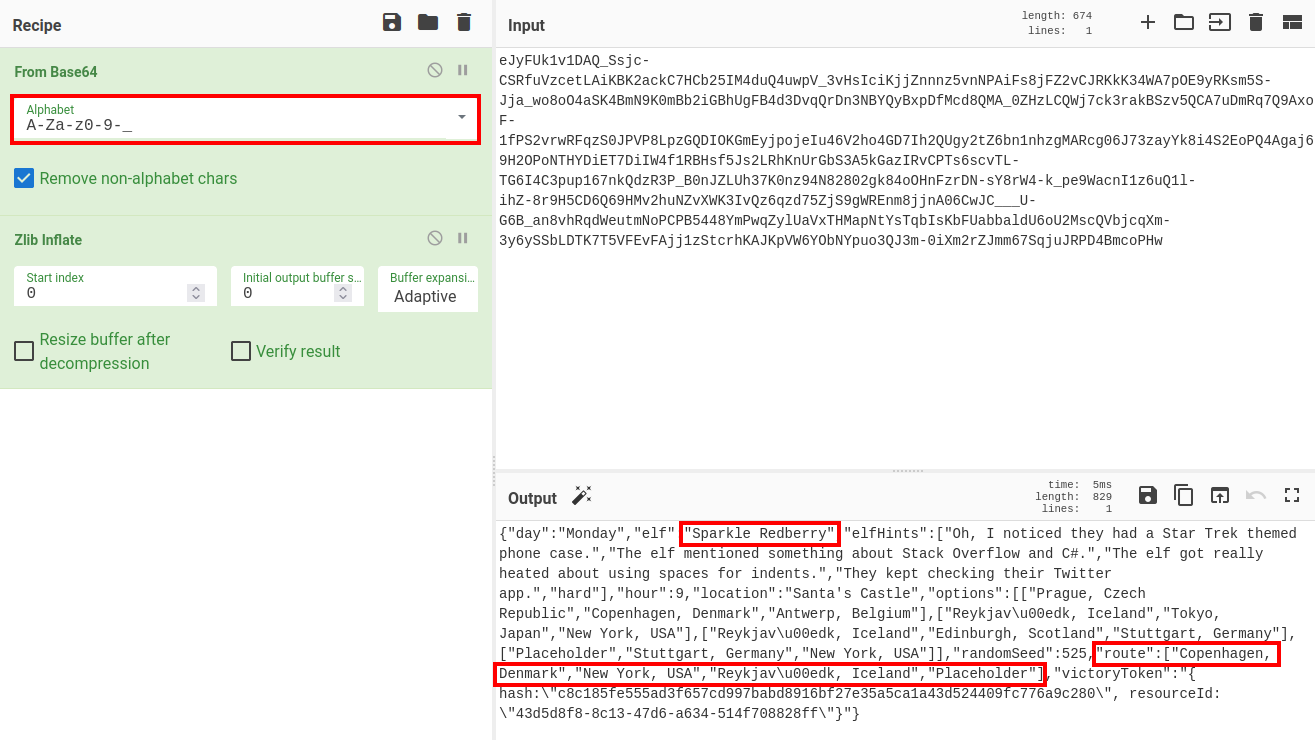 Recipe
From Base64
Alphabet
A-Za-z0-9-_
Remove non-alphabet chars
Zlib Inflate
Start index
0
Initial output buffer s…
0
Buffer expansi…
Adaptive
Resize buffer after
decompression
Verify result
Input
length: 674
lines: 1
eJyFUk1v1DAQ_Ssjc-
CSRfuVzcetLAiKBK2ackC7HCb25IM4duQ4uwpV_3vHsIciKjjZnnnz5vnNPAiFs8jFZ2vCJRKkK34WA7pOE9yRKsm5S-
Jja_wo8oO4aSK4BmN9K0mBb2iGBhUgFB4d3DvqQrDn3NBYQyBxpDfMcd8QMA_0ZHzLCQWj7ck3rakBSzv5QCA7uDmRq7Q9Axo
F-
1fPS2vrwRFqzS0JPVP8LpzGQDIOKGmEyjpojeIu46V2ho4GD7Ih2QUgy2tZ6bn1nhzgMARcg06J73zayYk8i4S2EoPQ4Agaj6
9H2OPoNTHYDiET7DiIW4f1RBHsf5Js2LRhKnUrGbS3A5kGazIRvCPTs6scvTL-
TG6I4C3pup167nkQdzR3P_B0nJZLUh37K0nz94N82802gk84oOHnFzrDN-sY8rW4-k_pe9WacnI1z6uQ1l-
ihZ-8r9H5CD6Q69HMv2huNZvXWK3IvQz6qzd75ZjS9gWREnm8jjnA06CwJC___U-
G6B_an8vhRqdWeutmNoPCPB5448YmPwqZylUaVxTHMapNtYsTqbIsKbFUabbaldU6oU2MscQVbjcqXm-
3y6ySSbLDTK7T5VFEvFAjj1zStcrhKAJKpVW6YObNYpuo3QJ3m-0iXm2rZJmm67SqjuJRPD4BmcoPHw
Output
time: 5ms
length: 829
lines: 1
{"day":"Monday","elf":"Sparkle Redberry","elfHints":["Oh, I noticed they had a Star Trek themed
phone case.","The elf mentioned something about Stack Overflow and C#.","The elf got really
heated about using spaces for indents.","They kept checking their Twitter
app.","hard"],"hour":9,"location":"Santa's Castle","options":[["Prague, Czech
Republic","Copenhagen, Denmark","Antwerp, Belgium"],["Reykjav\u00edk, Iceland","Tokyo,
Japan","New York, USA"],["Reykjav\u00edk, Iceland","Edinburgh, Scotland","Stuttgart, Germany"],
["Placeholder","Stuttgart, Germany","New York, USA"]],"randomSeed":525,"route":["Copenhagen,
Denmark","New York, USA","Reykjav\u00edk, Iceland","Placeholder"],"victoryToken":"{
hash:\"c8c185fe555ad3f657cd997babd8916bf27e35a5ca1a43d524409fc776a9c280\", resourceId:
\"43d5d8f8-8c13-47d6-a634-514f708828ff\"}"}